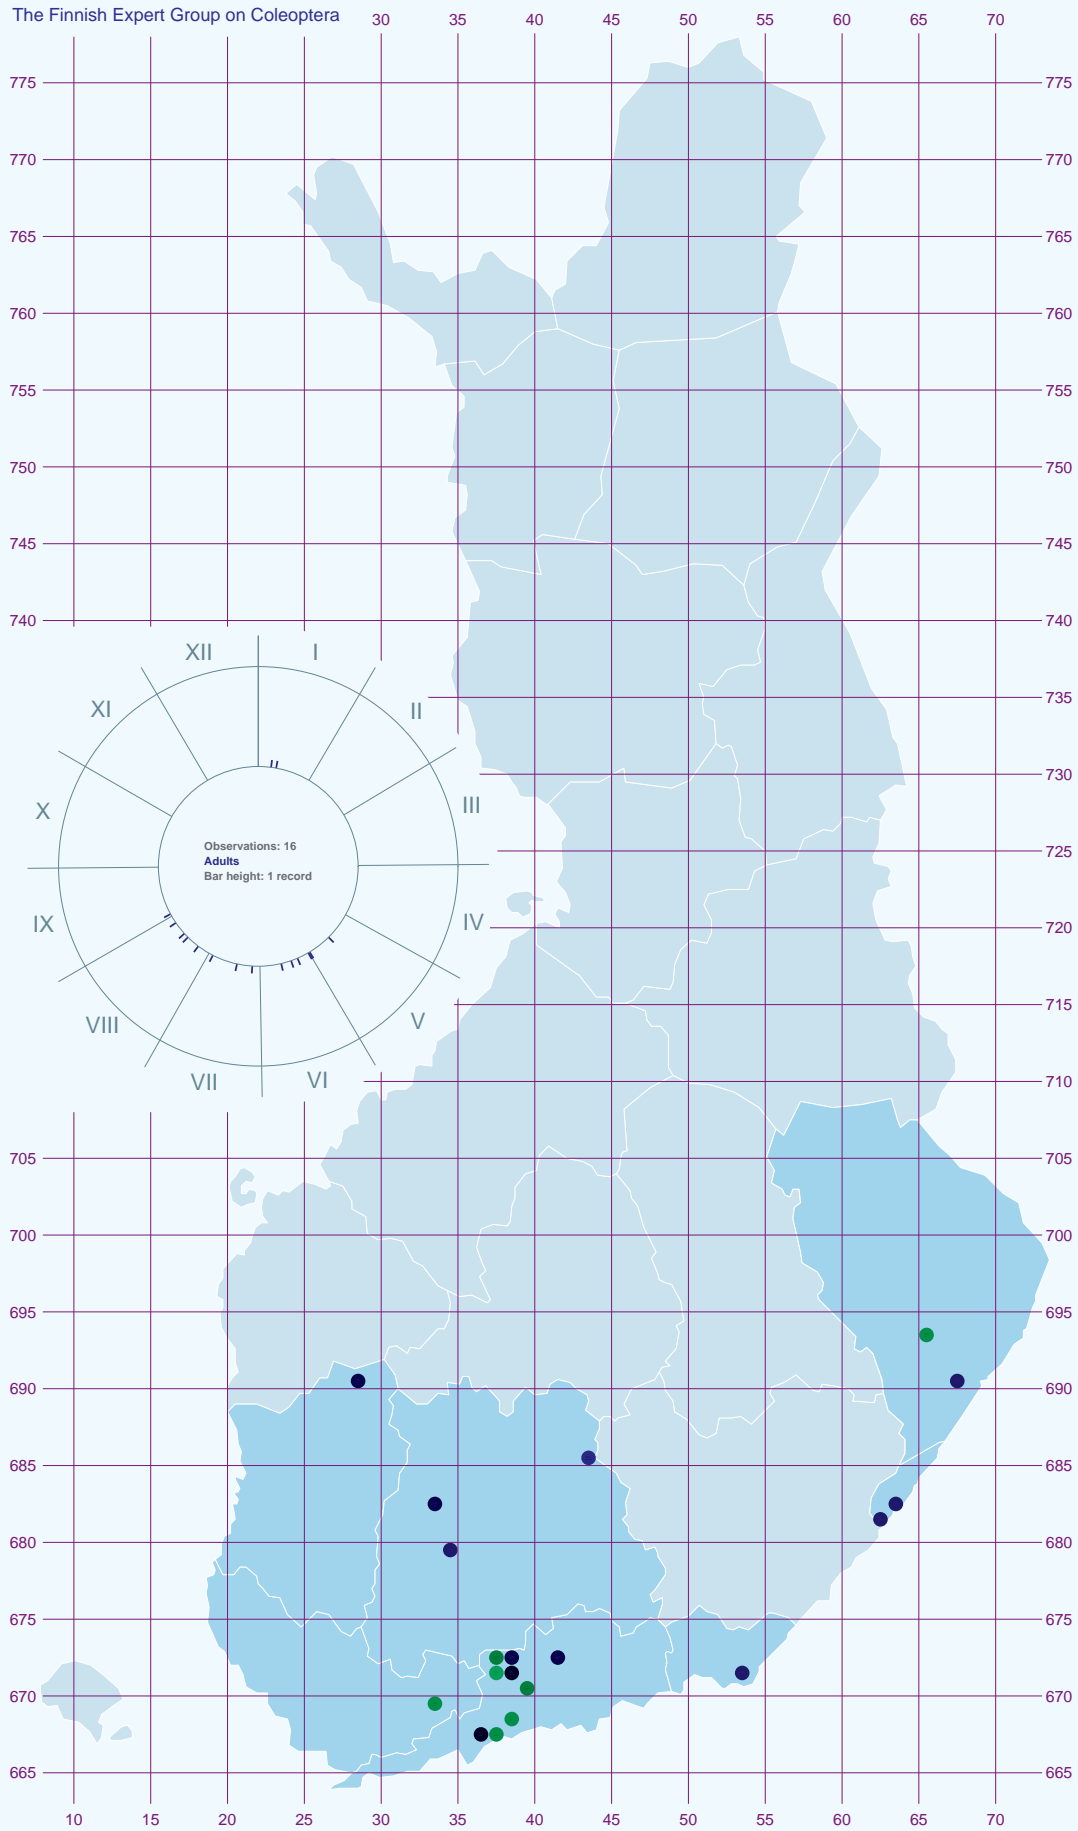 The Finnish Expert Group on Coleoptera
30 35 40 45 50 55 60 65 70
775 775
770 770
765 765
760 760
755 755
750 750
745 745
740 740
735
730
725
720
715
710
705 705
700 700
695 695
690 690
685 685
680 680
675 675
670 670
665 665
10 15 20 25 30 35 40 45 50 55 60 65 70
XII I
XI II
X III
IX IV
VIII V
VII VI
Observations: 16
Adults
Bar height: 1 record